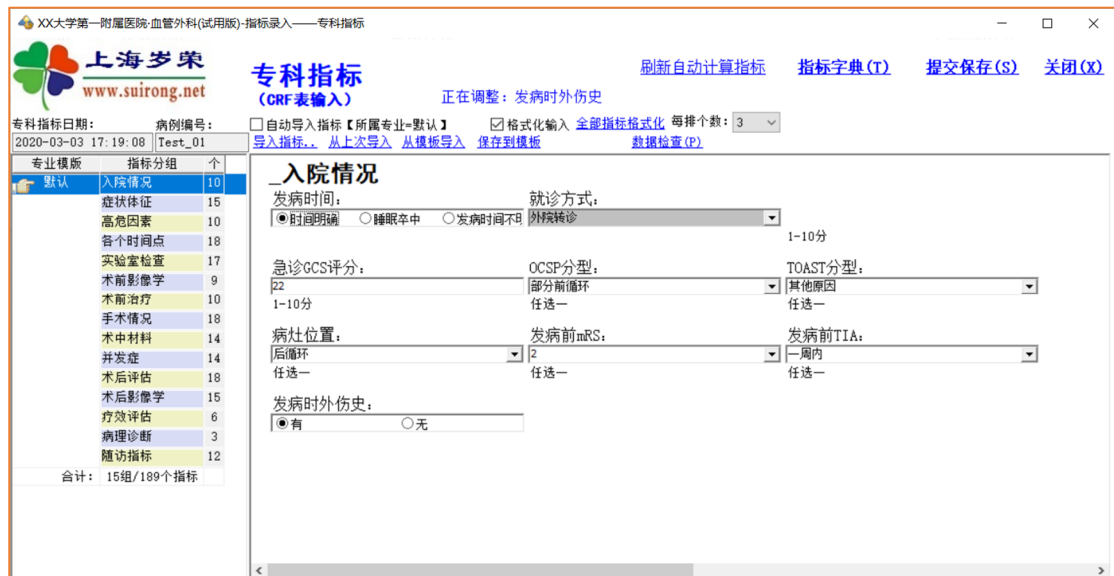 XX大学第一附属医院·血管外科(试用版)-指标录入——专科指标
上海岁荣
www.suirong.net
专科指标
(CRF表输入)
正在调整：发病时外伤史
刷新自动计算指标 指标字典(T) 提交保存(S) 关闭(X)
专科指标日期： 病例编号：
2020-03-03 17:19:08 Test_01
自动导入指标【所属专业=默认】 格式化输入 全部指标格式化 每排个数： 3
导入指标.. 从上次导入 从模板导入 保存到模板 数据检查(P)
专业模版 指标分组 个
默认 入院情况 10
症状体征 15
高危因素 10
各个时间点 18
实验室检查 17
术前影像学 9
术前治疗 10
手术情况 18
术中材料 14
并发症 14
术后评估 18
术后影像学 15
疗效评估 6
病理诊断 3
随访指标 12
合计： 15组/189个指标
_入院情况
发病时间： 就诊方式：
时间明确 睡眠卒中 发病时间不明 外院转诊
1-10分
急诊GCS评分： OCSP分型： TOAST分型：
22 部分前循环 其他原因
1-10分 任选一 任选一
病灶位置： 发病前mRS： 发病前TIA：
后循环 2 一周内
任选一 任选一 任选一
发病时外伤史：
有 无